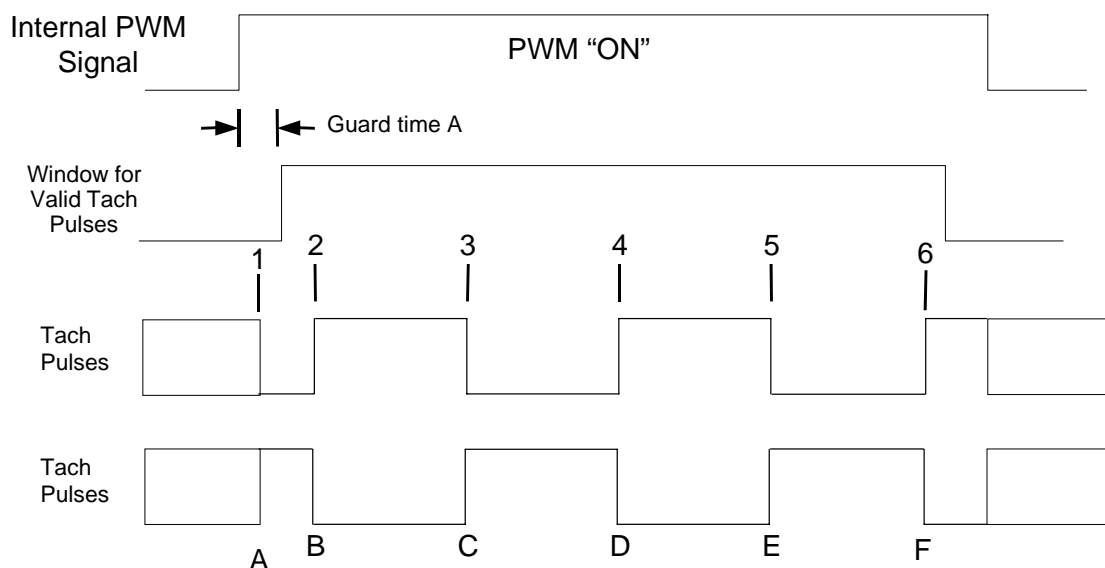 Internal PWM
Signal
PWM “ON”
Guard time A
Window for
Valid Tach
Pulses
1
2
3
4
5
6
Tach
Pulses
Tach
Pulses
A
B
C
D
E
F